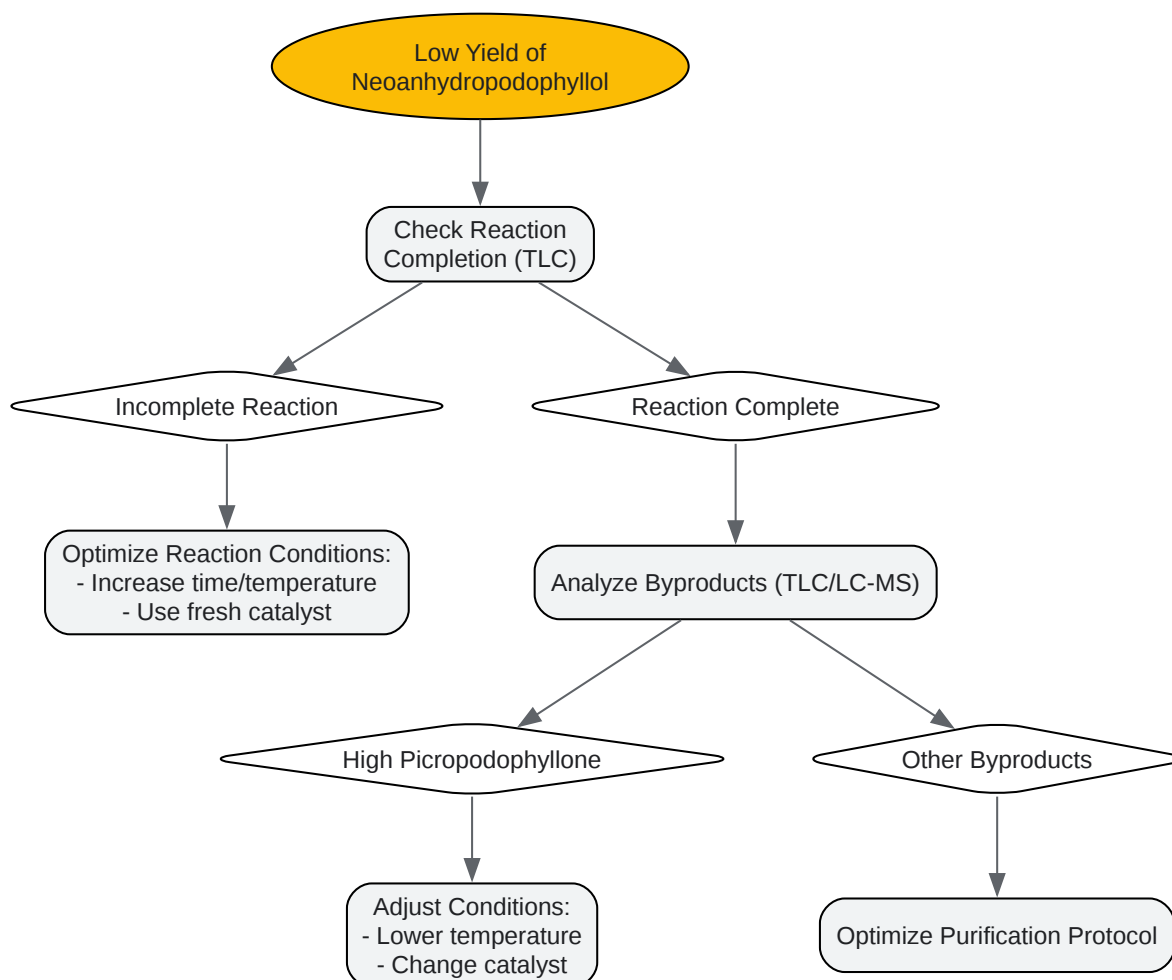 Low Yield of
Neoanhydropodophyllol
Check Reaction
Completion (TLC)
Incomplete Reaction
Reaction Complete
Optimize Reaction Conditions:
- Increase time/temperature
- Use fresh catalyst
Analyze Byproducts (TLC/LC-MS)
High Picropodophyllone
Other Byproducts
Adjust Conditions:
- Lower temperature
- Change catalyst
Optimize Purification Protocol